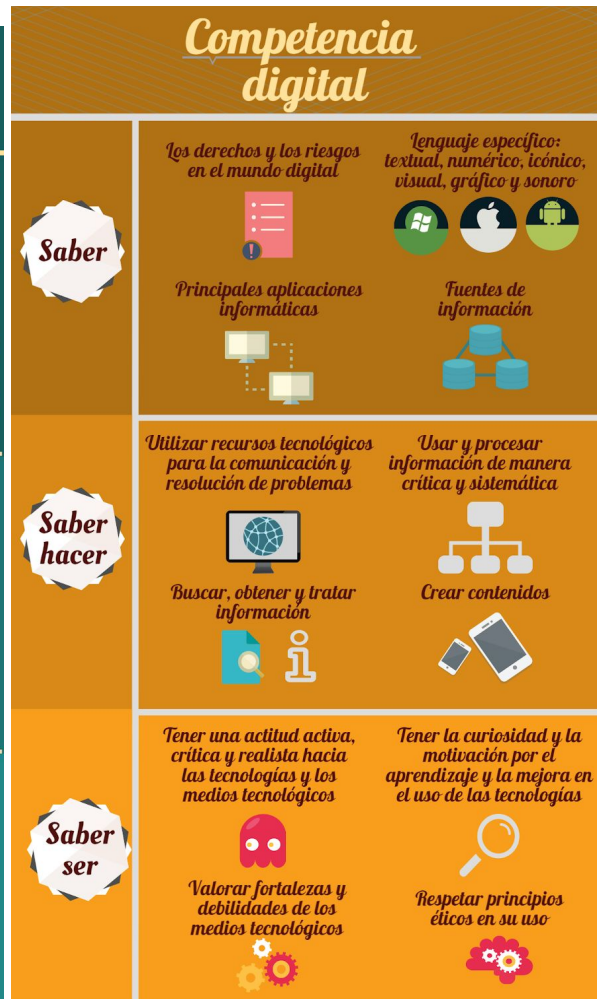 Competencia
digital
Saber
Los derechos y los riesgos
en el mundo digital
Lenguaje específico:
textual, numérico, icónico,
visual, gráfico y sonoro
Principales aplicaciones
informáticas
Fuentes de
información
Saber
hacer
Utilizar recursos tecnológicos
para la comunicación y
resolución de problemas
Usar y procesar
información de manera
crítica y sistemática
Buscar, obtener y tratar
información
Crear contenidos
Saber
ser
Tener una actitud activa,
crítica y realista hacia
las tecnologías y los
medios tecnológicos
Tener la curiosidad y la
motivación por el
aprendizaje y la mejora en
el uso de las tecnologías
Valorar fortalezas y
debilidades de los
medios tecnológicos
Respetar principios
éticos en su uso